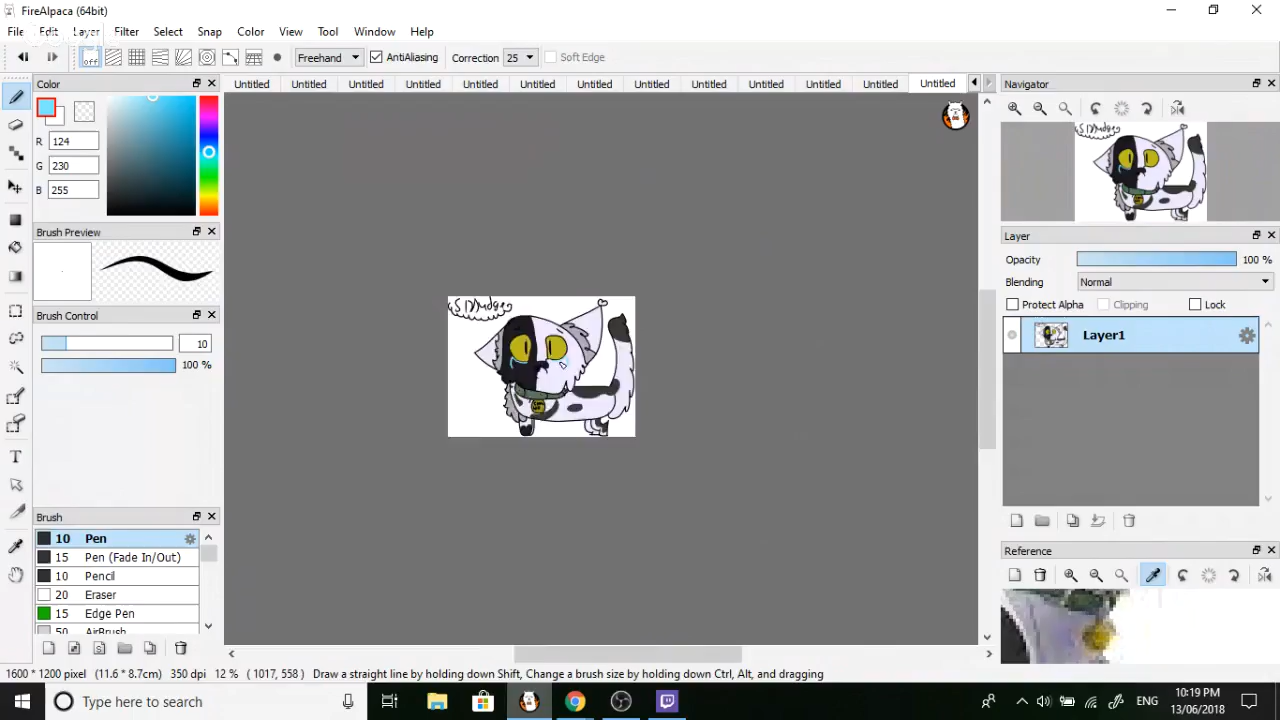 FireAlpaca (64bit)
File Edit Layer Filter Select Snap Color View Tool Window Help
off Freehand AntiAliasing Correction 25 Soft Edge
Color
Untitled Untitled Untitled Untitled Untitled Untitled Untitled Untitled Untitled Untitled Untitled Untitled Untitled
Navigator
R 124
G 230
B 255
Brush Preview
Layer
Opacity 100 %
Blending Normal
Protect Alpha Clipping Lock
Layer1
Brush Control
10
100 %
Brush
10 Pen
15 Pen (Fade In/Out)
10 Pencil
20 Eraser
15 Edge Pen
50 AirBrush
Reference
1600 * 1200 pixel (11.6 * 8.7cm) 350 dpi 12 % ( 1017, 558 ) Draw a straight line by holding down Shift, Change a brush size by holding down Ctrl, Alt, and dragging
Type here to search
ENG
10:19 PM
13/06/2018